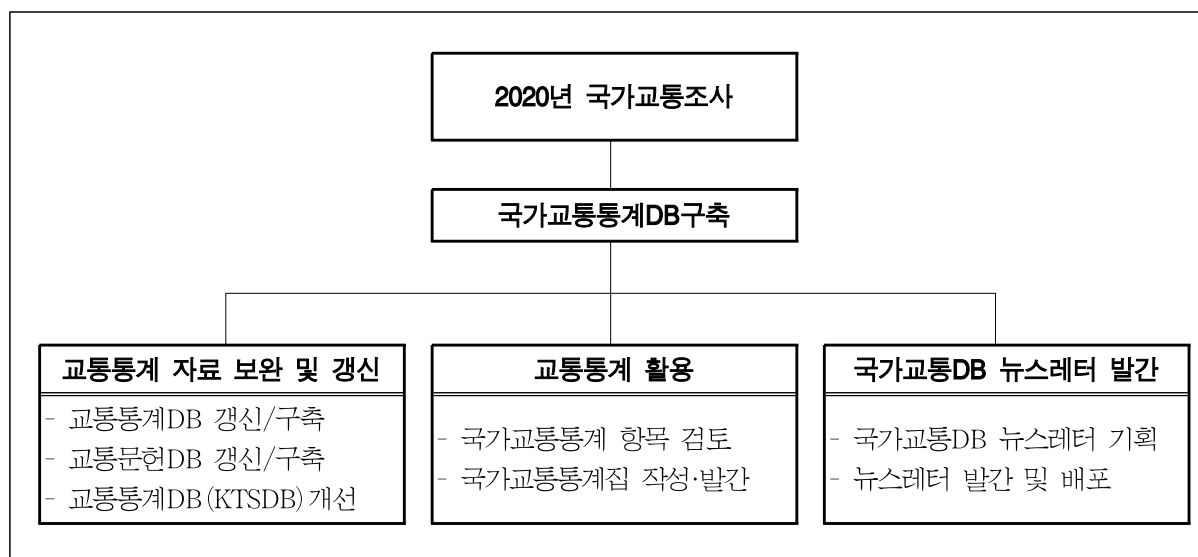 2020년 국가교통조사
국가교통통계DB구축
교통통계 자료 보완 및 갱신
- 교통통계DB 갱신/구축
- 교통문헌DB 갱신/구축
- 교통통계DB(KTSDB)개선
교통통계 활용
- 국가교통통계 항목 검토
- 국가교통통계집 작성·발간
국가교통DB 뉴스레터 발간
- 국가교통DB 뉴스레터 기획
- 뉴스레터 발간 및 배포